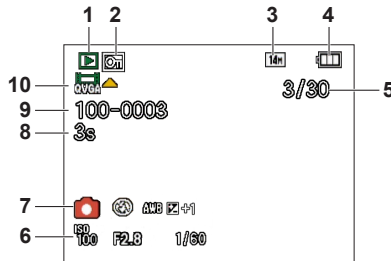 1 2 3 4
14M
10 QVGA 3/30 5
9 100-0003
8 3s
7 AWB +1
6 ISO 100 F2.8 1/60